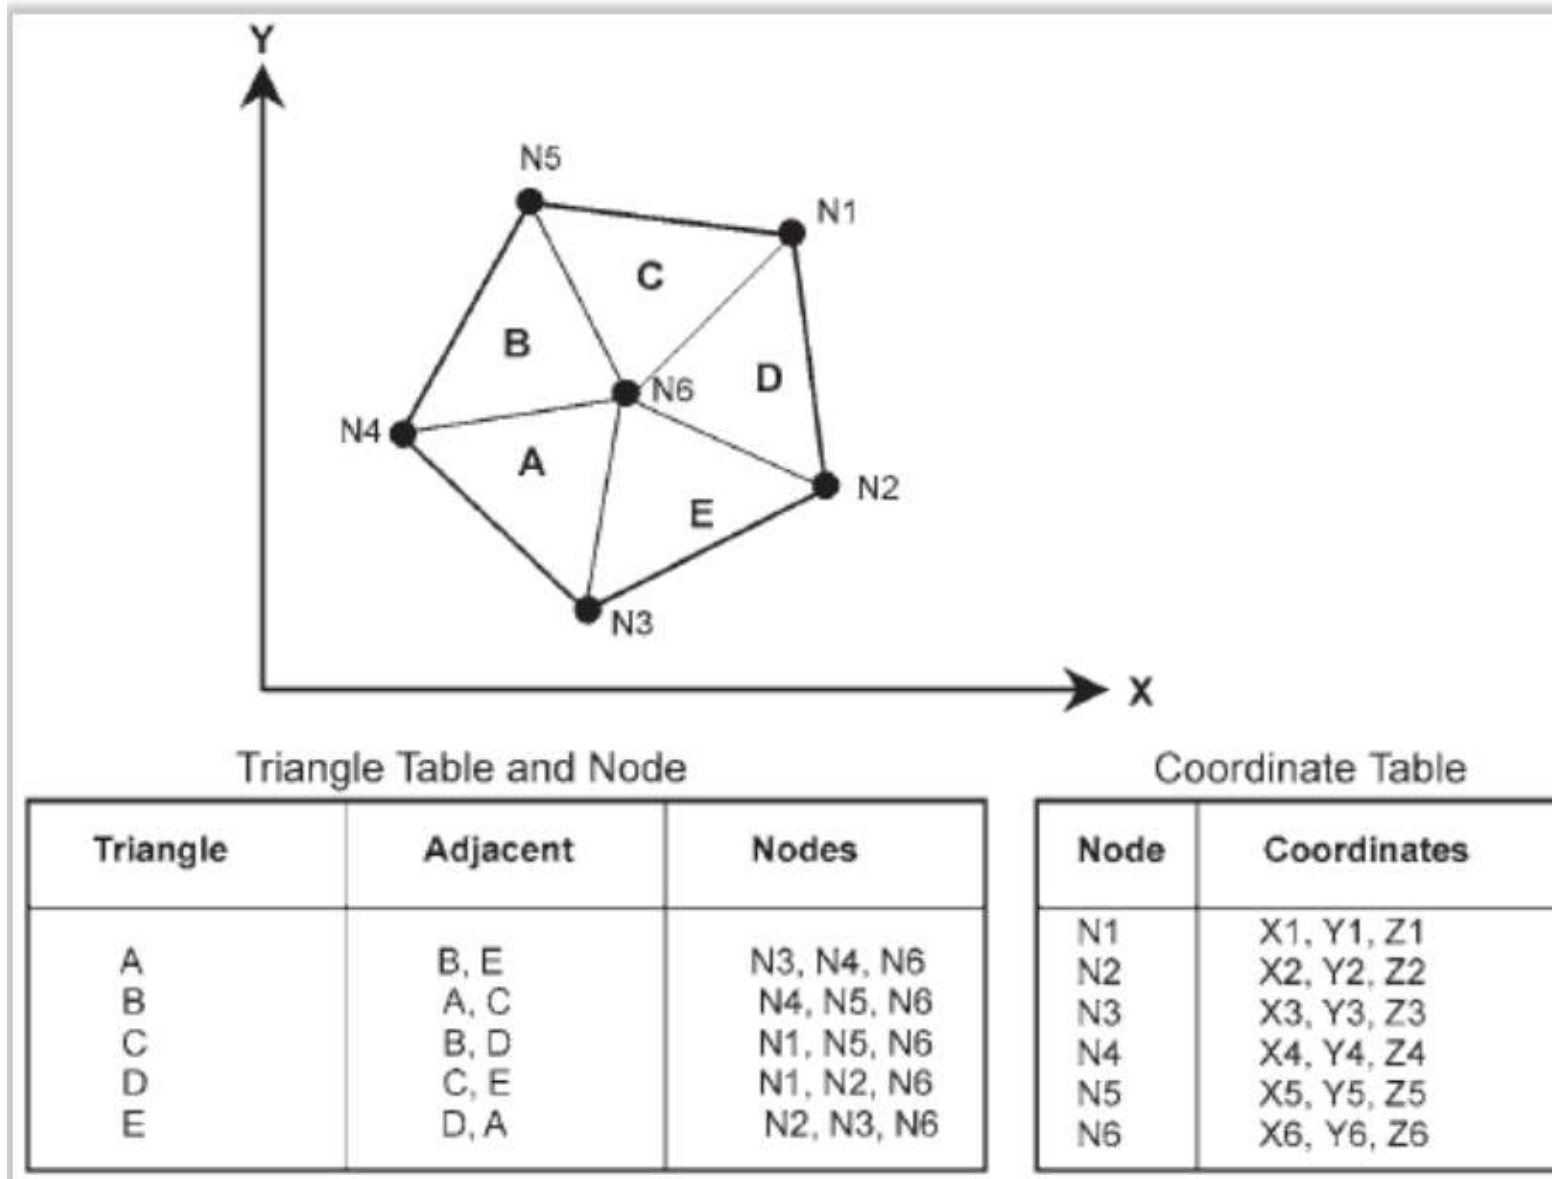 Y
N5
N1
C
B
D
N6
N4
A
N2
E
N3
X
Triangle Table and Node
Triangle Adjacent Nodes
A B, E N3, N4, N6
B A, C N4, N5, N6
C B, D N1, N5, N6
D C, E N1, N2, N6
E D, A N2, N3, N6
Coordinate Table
Node Coordinates
N1 X1, Y1, Z1
N2 X2, Y2, Z2
N3 X3, Y3, Z3
N4 X4, Y4, Z4
N5 X5, Y5, Z5
N6 X6, Y6, Z6